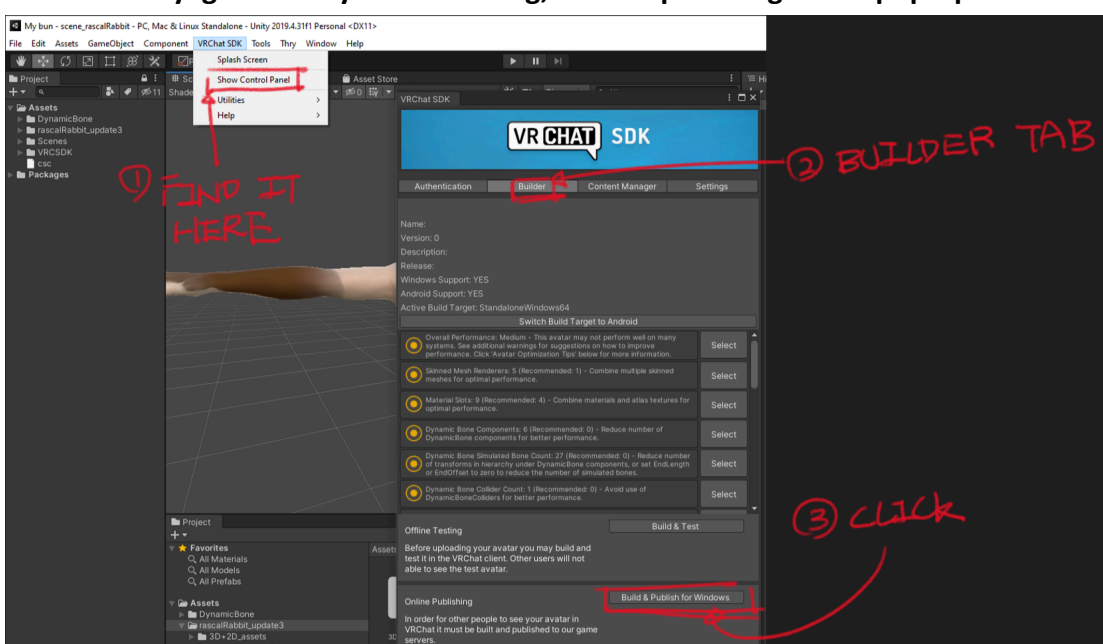 My bun - scene_rascalRabbit - PC, Mac & Linux Standalone - Unity 2019.4.31f1 Personal <DX11>
File Edit Assets GameObject Component VRChat SDK Tools Thry Window Help
Splash Screen
Show Control Panel
Utilities
Help
Project
11
Asset Store
0
Assets
DynamicBone
rascalRabbit_update3
Scenes
VRCSDK
csc
Packages
① FIND IT
HERE
VRChat SDK
VRCHAT SDK
Authentication Builder Content Manager Settings
② BUILDER TAB
Name:
Version: 0
Description:
Release:
Windows Support: YES
Android Support: YES
Active Build Target: StandaloneWindows64
Switch Build Target to Android
Overall Performance: Medium - This avatar may not perform well on many
systems. See additional warnings for suggestions on how to improve
performance. Click 'Avatar Optimization Tips' below for more information.
Select
Skinned Mesh Renderers: 5 (Recommended: 1) - Combine multiple skinned
meshes for optimal performance.
Select
Material Slots: 9 (Recommended: 4) - Combine materials and atlas textures for
optimal performance.
Select
Dynamic Bone Components: 6 (Recommended: 0) - Reduce number of
DynamicBone components for better performance.
Select
Dynamic Bone Simulated Bone Count: 27 (Recommended: 0) - Reduce number
of transforms in hierarchy under DynamicBone components, or set EndLength
or EndOffset to zero to reduce the number of simulated bones.
Select
Dynamic Bone Collider Count: 1 (Recommended: 0) - Avoid use of
DynamicBoneColliders for better performance.
Select
③ CLICK
Offline Testing
Build & Test
Before uploading your avatar you may build and
test it in the VRChat client. Other users will not
able to see the test avatar.
Online Publishing
Build & Publish for Windows
In order for other people to see your avatar in
VRChat it must be built and published to our game
servers.
Project
Favorites
All Materials
All Models
All Prefabs
Assets
DynamicBone
rascalRabbit_update3
3D+2D_assets